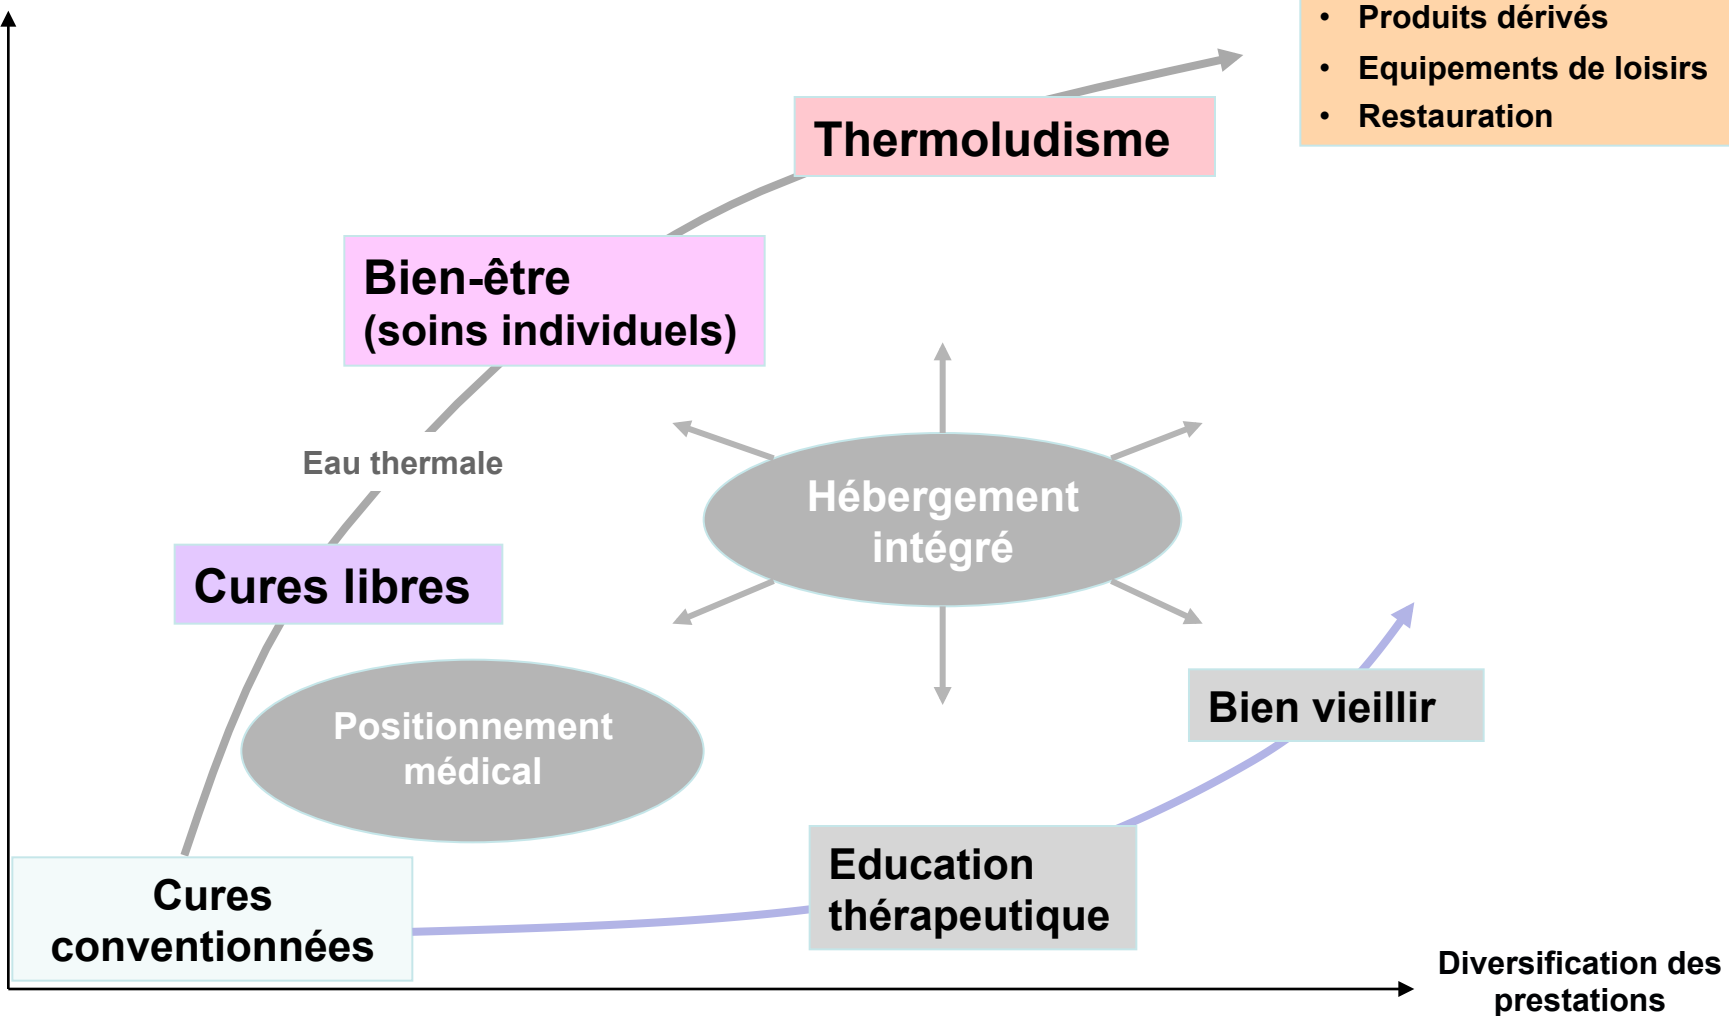 • Produits dérivés
• Equipements de loisirs
• Restauration
Thermoludisme
Bien-être
(soins individuels)
Eau thermale
Hébergement
intégré
Cures libres
Positionnement
médical
Bien vieillir
Education
thérapeutique
Cures
conventionnées
Diversification des
prestations